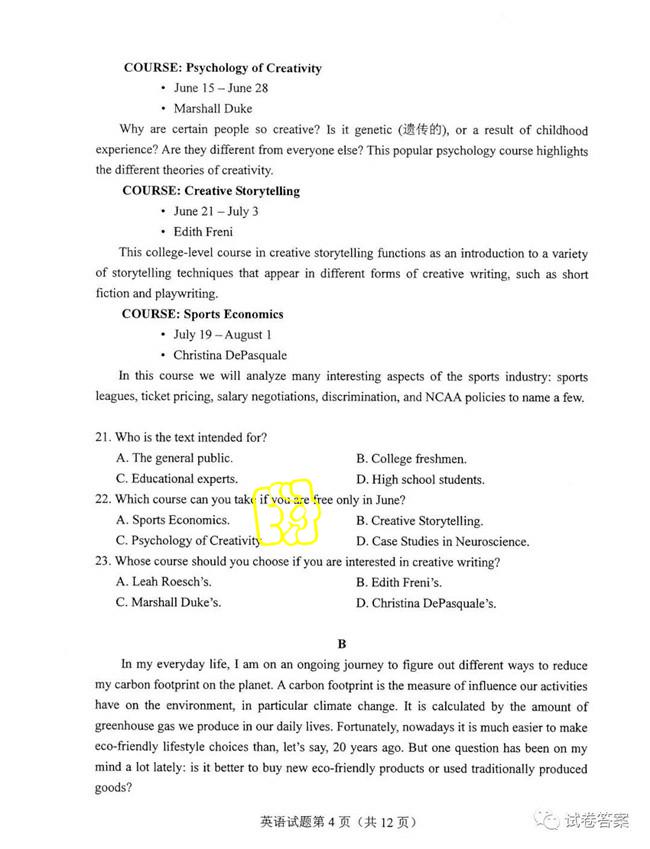 COURSE: Psychology of Creativity
• June 15 – June 28
• Marshall Duke
Why are certain people so creative? Is it genetic (遗传的), or a result of childhood
experience? Are they different from everyone else? This popular psychology course highlights
the different theories of creativity.
COURSE: Creative Storytelling
• June 21 – July 3
• Edith Freni
This college-level course in creative storytelling functions as an introduction to a variety
of storytelling techniques that appear in different forms of creative writing, such as short
fiction and playwriting.
COURSE: Sports Economics
• July 19 – August 1
• Christina DePasquale
In this course we will analyze many interesting aspects of the sports industry: sports
leagues, ticket pricing, salary negotiations, discrimination, and NCAA policies to name a few.
21. Who is the text intended for?
A. The general public. B. College freshmen.
C. Educational experts. D. High school students.
22. Which course can you take if you are free only in June?
A. Sports Economics. B. Creative Storytelling.
C. Psychology of Creativity D. Case Studies in Neuroscience.
23. Whose course should you choose if you are interested in creative writing?
A. Leah Roesch's. B. Edith Freni's.
C. Marshall Duke's. D. Christina DePasquale's.
B
In my everyday life, I am on an ongoing journey to figure out different ways to reduce
my carbon footprint on the planet. A carbon footprint is the measure of influence our activities
have on the environment, in particular climate change. It is calculated by the amount of
greenhouse gas we produce in our daily lives. Fortunately, nowadays it is much easier to make
eco-friendly lifestyle choices than, let's say, 20 years ago. But one question has been on my
mind a lot lately: is it better to buy new eco-friendly products or used traditionally produced
goods?
英语试题第 4 页（共 12 页）
试卷答案